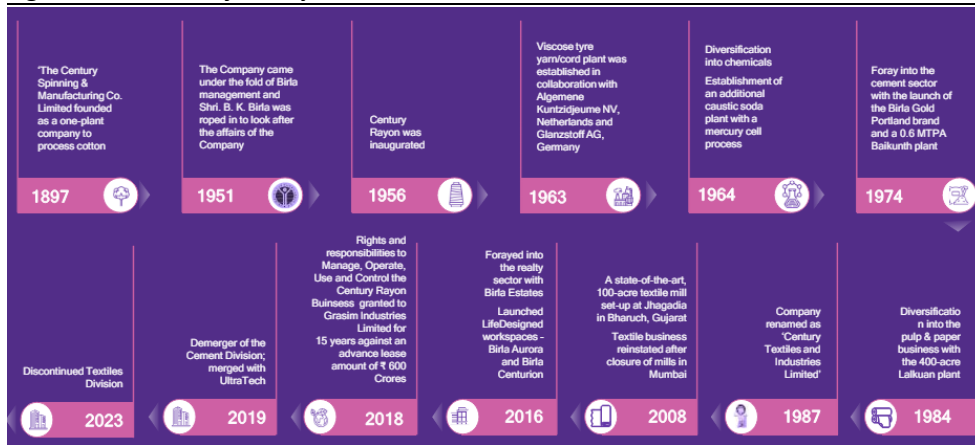 'The Century
Spinning &
Manufacturing Co.
Limited founded
as a one-plant
company to
process cotton
1897
The Company came
under the fold of Birla
management and
Shri. B. K. Birla was
roped in to look after
the affairs of the
Company
1951
Century
Rayon was
inaugurated
1956
Viscose tyre
yarn/cord plant was
established in
collaboration with
Algemene
Kuntzidjeume NV,
Netherlands and
Glanzstoff AG,
Germany
1963
Diversification
into chemicals
Establishment of
an additional
caustic soda
plant with a
mercury cell
process
1964
Foray into the
cement sector
with the launch of
the Birla Gold
Portland brand
and a 0.6 MTPA
Baikunth plant
1974
Discontinued Textiles
Division
2023
Demerger of the
Cement Division;
merged with
UltraTech
2019
Rights and
responsibilities to
Manage, Operate,
Use and Control the
Century Rayon
Buinsess granted to
Grasim Industries
Limited for
15 years against an
advance lease
amount of ₹ 600
Crores
2018
Forayed into
the realty
sector with
Birla Estates
Launched
LifeDesigned
workspaces -
Birla Aurora
and Birla
Centurion
2016
A state-of-the-art,
100-acre textile mill
set-up at Jhagadia
in Bharuch, Gujarat
Textile business
reinstated after
closure of mills in
Mumbai
2008
Company
renamed as
'Century
Textiles and
Industries
Limited'
1987
Diversificatio
n into the
pulp & paper
business with
the 400-acre
Lalkuan plant
1984